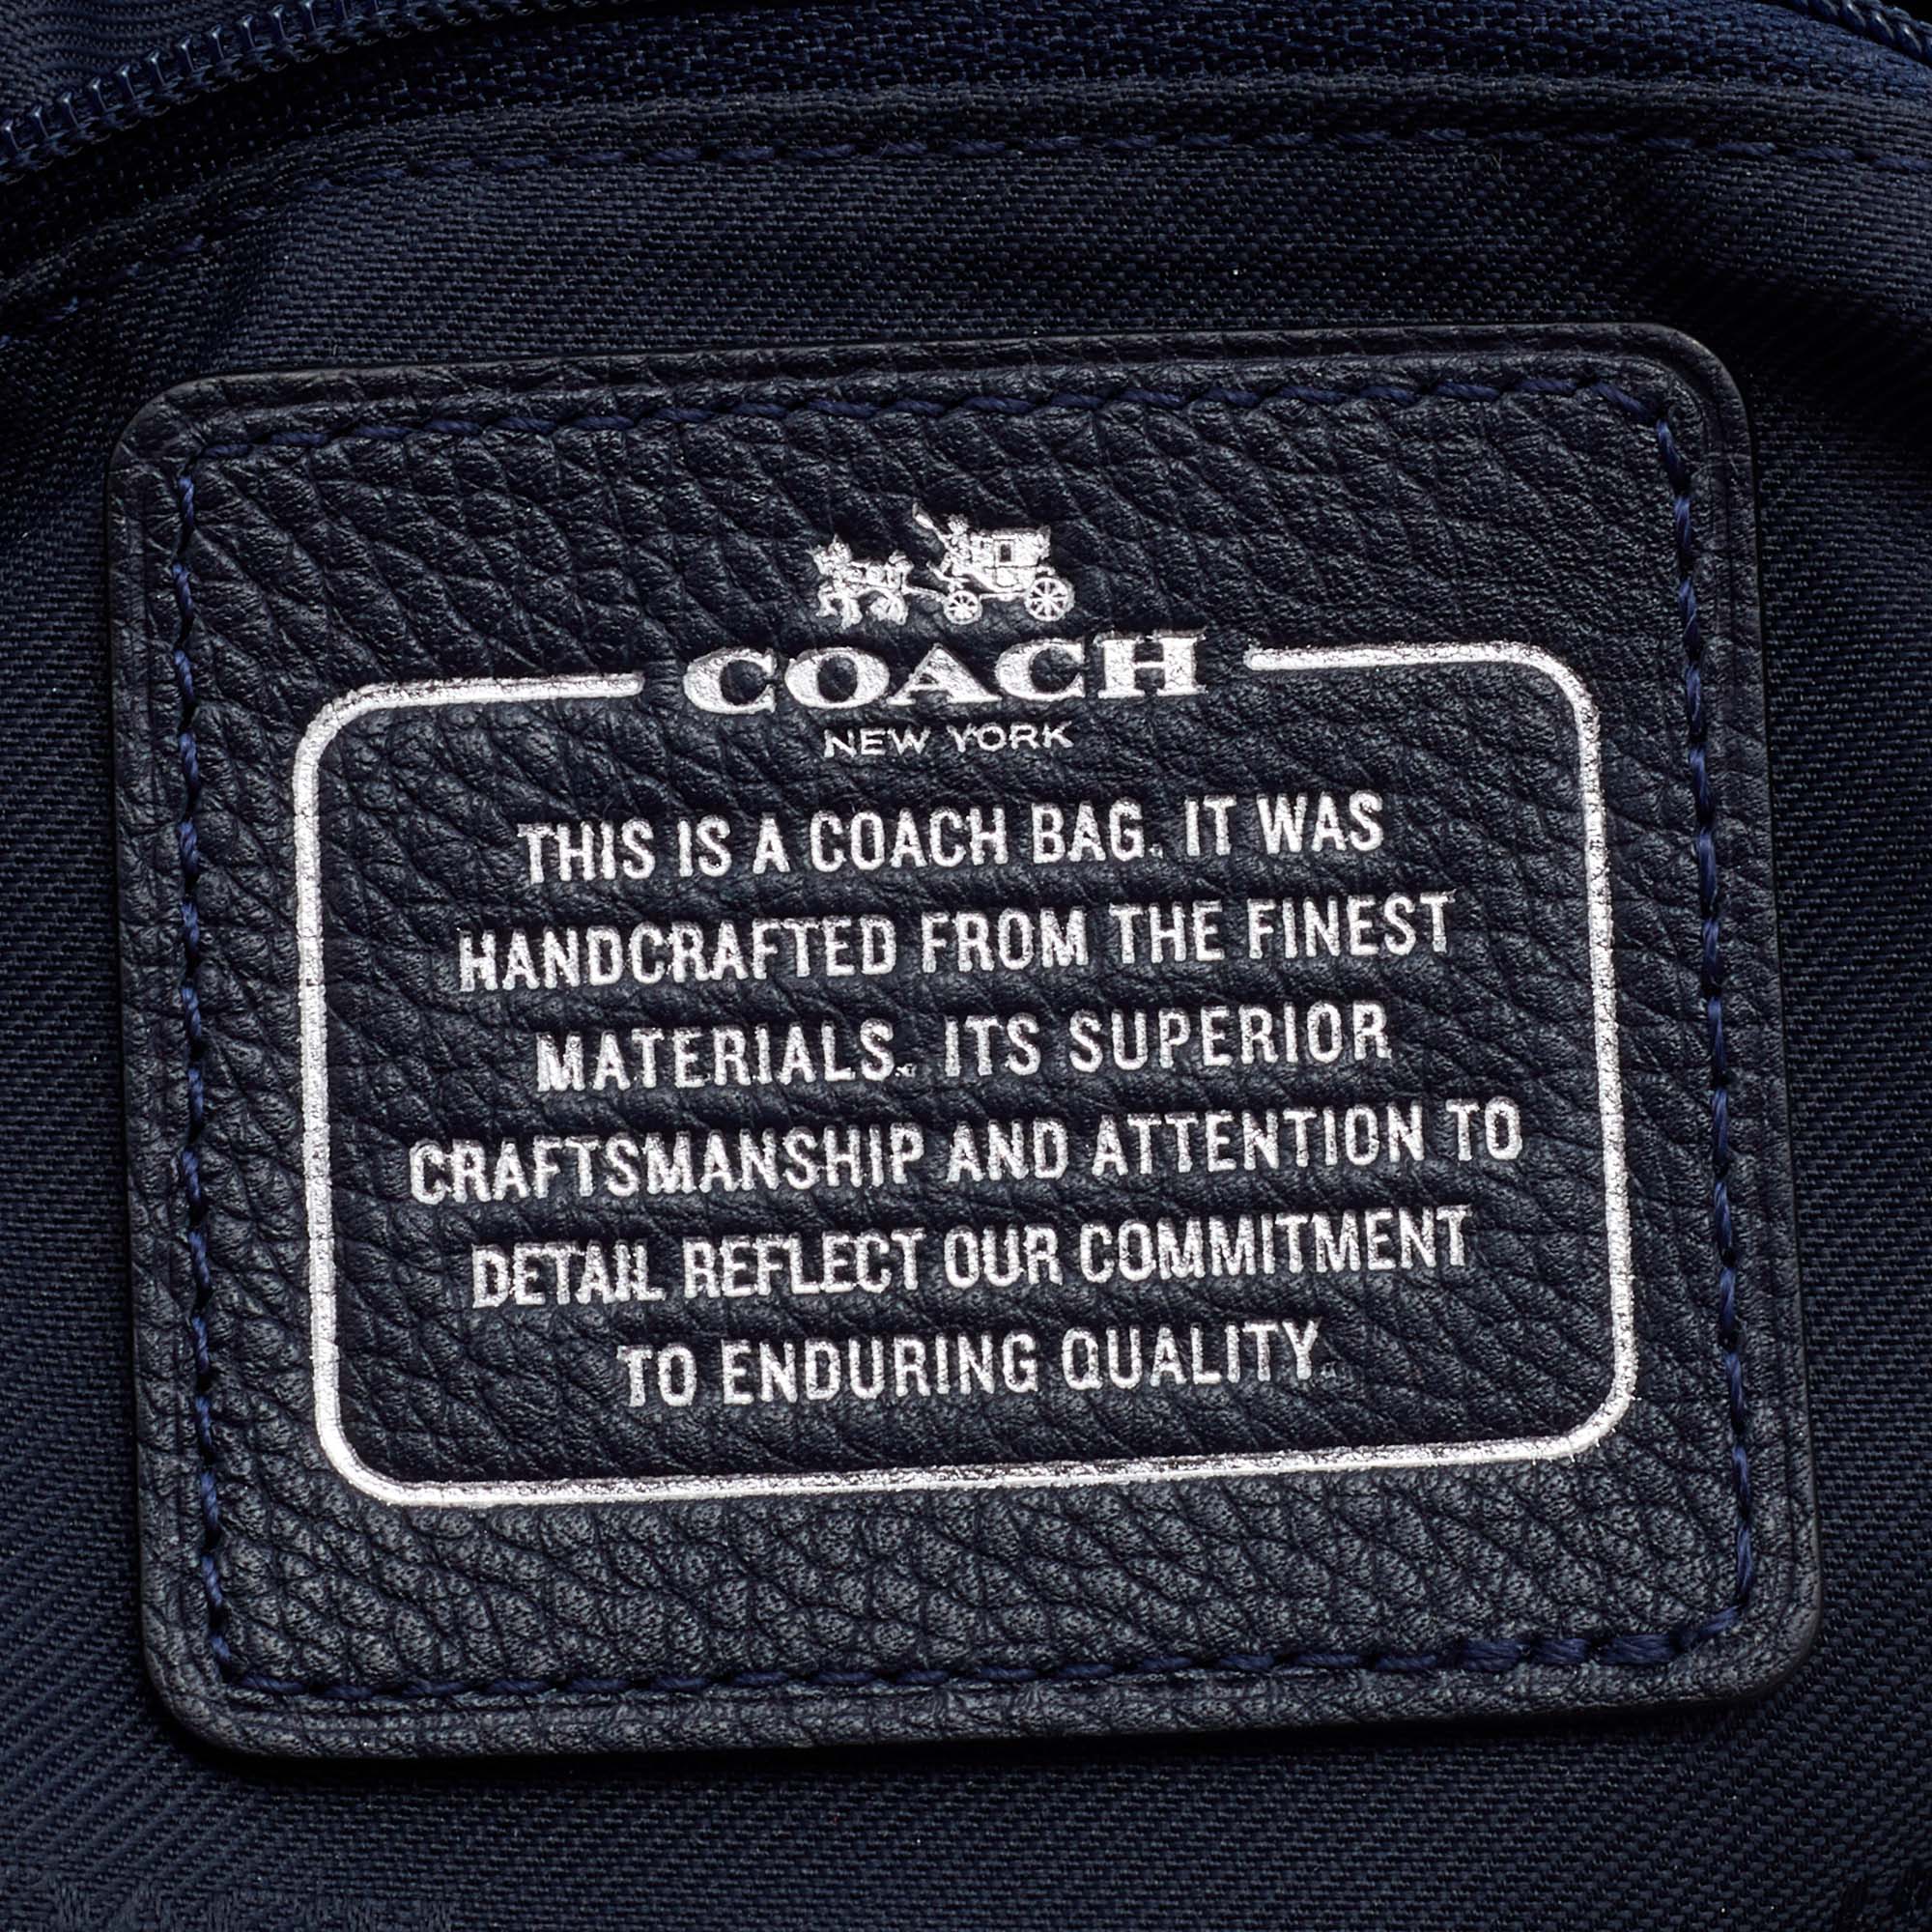 COACH
NEW YORK
THIS IS A COACH BAG. IT WAS
HANDCRAFTED FROM THE FINEST
MATERIALS. ITS SUPERIOR
CRAFTSMANSHIP AND ATTENTION TO
DETAIL REFLECT OUR COMMITMENT
TO ENDURING QUALITY.